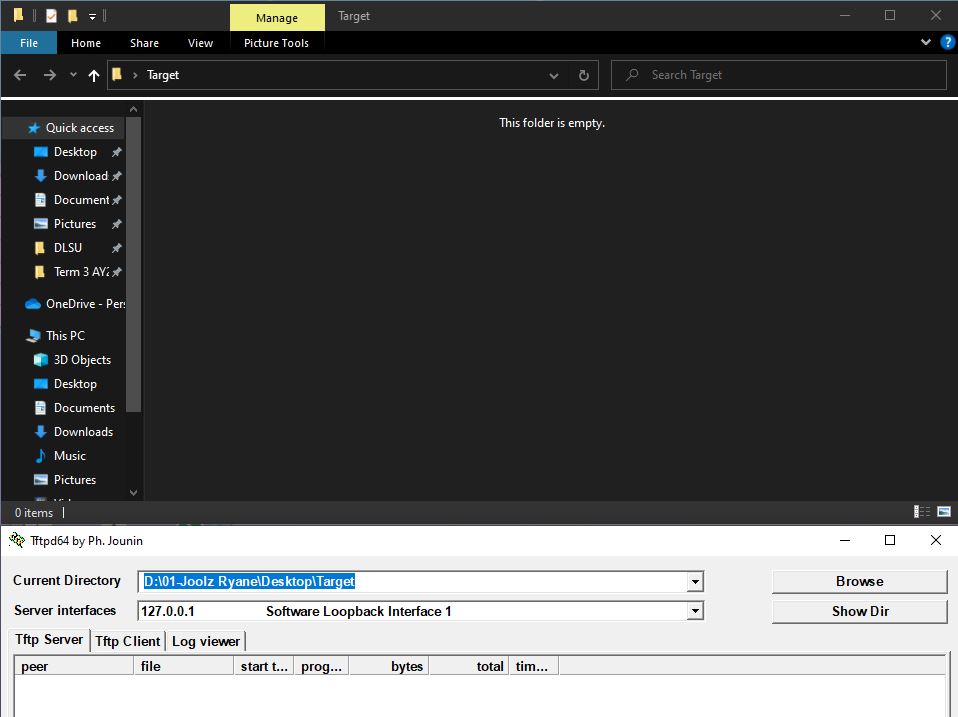 Manage Target
File Home Share View Picture Tools
Target Search Target
This folder is empty.
Quick access
Desktop
Download
Document
Pictures
DLSU
Term 3 AY2
OneDrive - Pers
This PC
3D Objects
Desktop
Documents
Downloads
Music
Pictures
0 items
Tftpd64 by Ph. Jounin
Current Directory D:\01-Joolz Ryane\Desktop\Target Browse
Server interfaces 127.0.0.1 Software Loopback Interface 1 Show Dir
Tftp Server Tftp Client Log viewer
peer file start t... prog... bytes total tim...